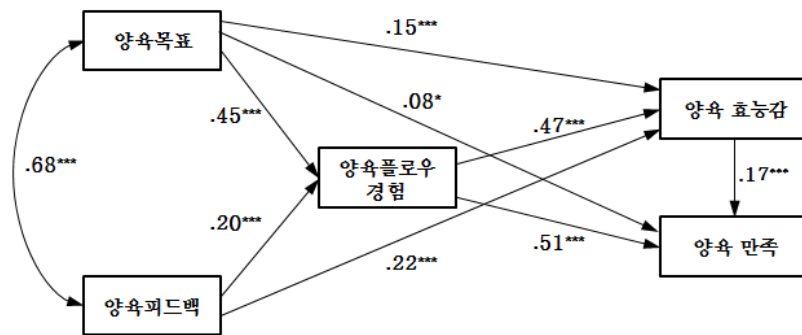 양육목표
.15***
양육 효능감
.08*
.45***
.47***
양육플로우
경험
.68***
.17***
.20***
.51***
양육 만족
.22***
양육피드백